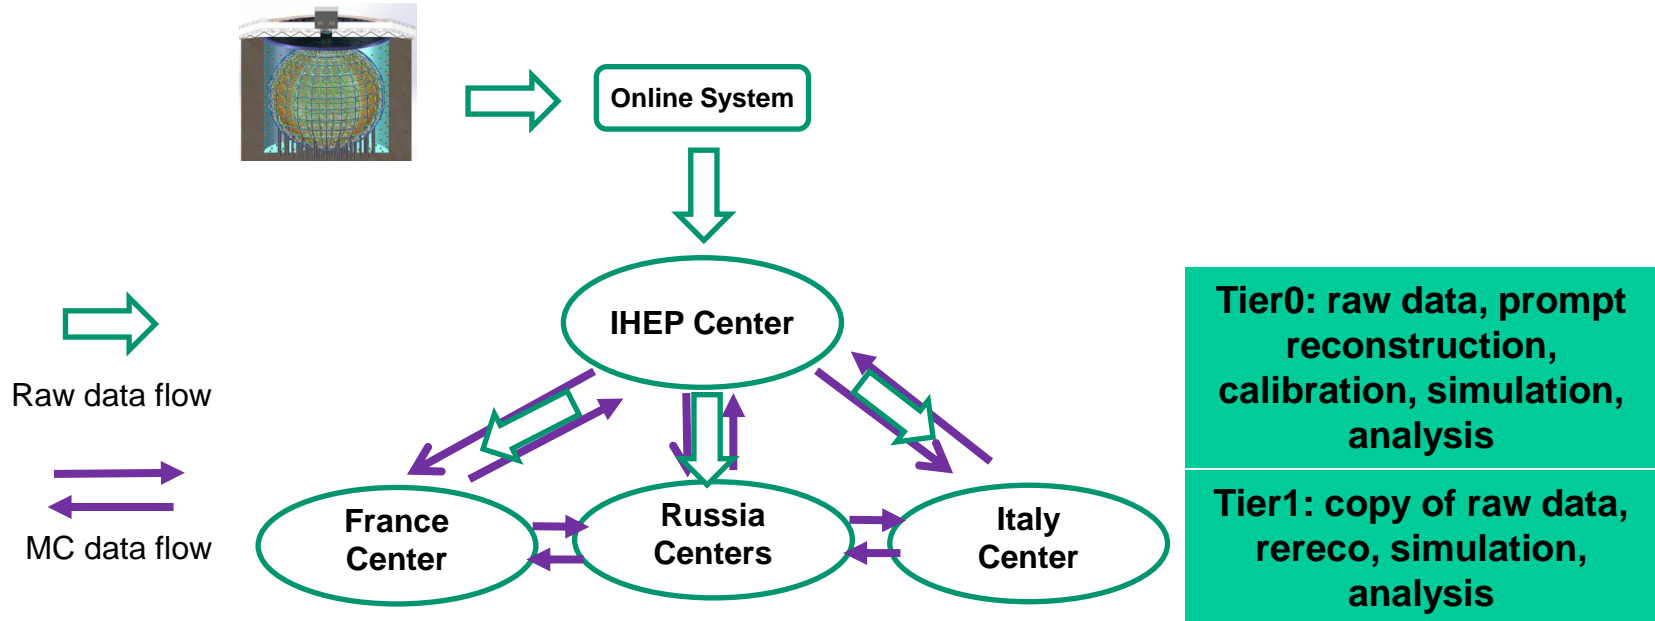 Online System
IHEP Center
Raw data flow
MC data flow
France
Center
Russia
Centers
Italy
Center
Tier0: raw data, prompt
reconstruction,
calibration, simulation,
analysis
Tier1: copy of raw data,
rereco, simulation,
analysis